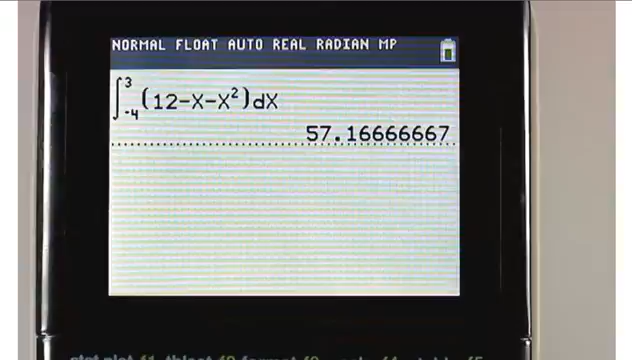 NORMAL FLOAT AUTO REAL RADIAN MP
∫₋₄³(12-X-X²)dX
57.16666667